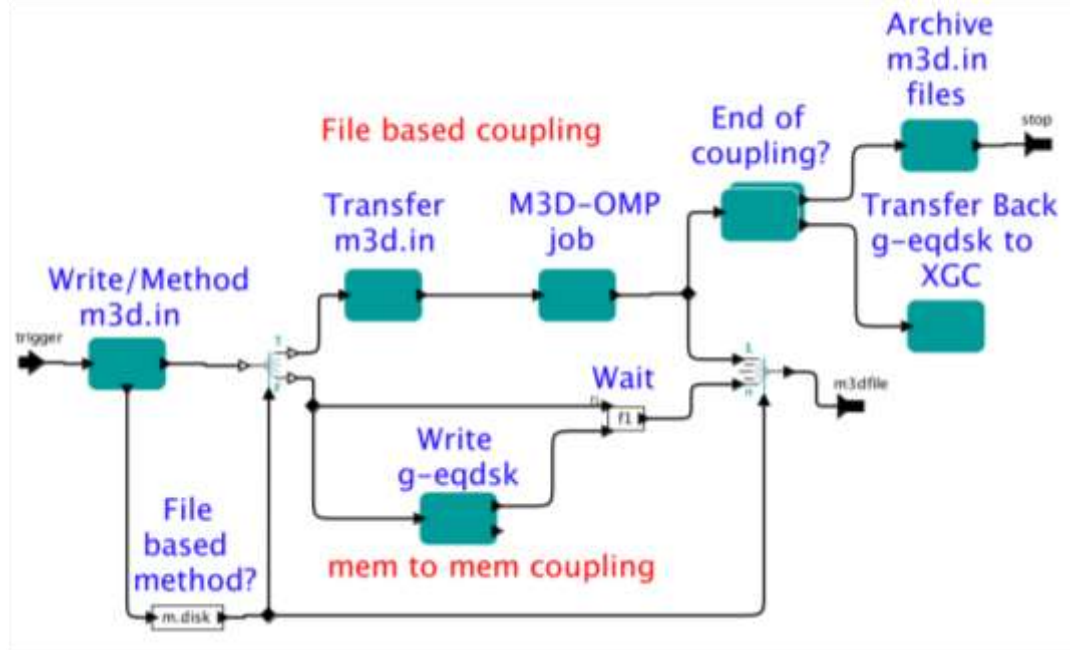 Archive
m3d.in
files
stop
File based coupling
End of
coupling?
Transfer
m3d.in
M3D-OMP
job
Transfer Back
g-eqdsk to
XGC
Write/Method
m3d.in
trigger
Wait
f1
m3dfile
Write
g-eqdsk
File
based
method?
mem to mem coupling
m.disk